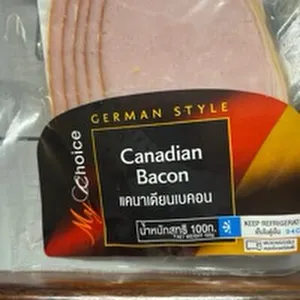 My Choice
GERMAN STYLE
Canadian
Bacon
แคนาเดียนเบคอน
น้ำหนักสุทธิ 100ก.
KEEP REFRIGERAT